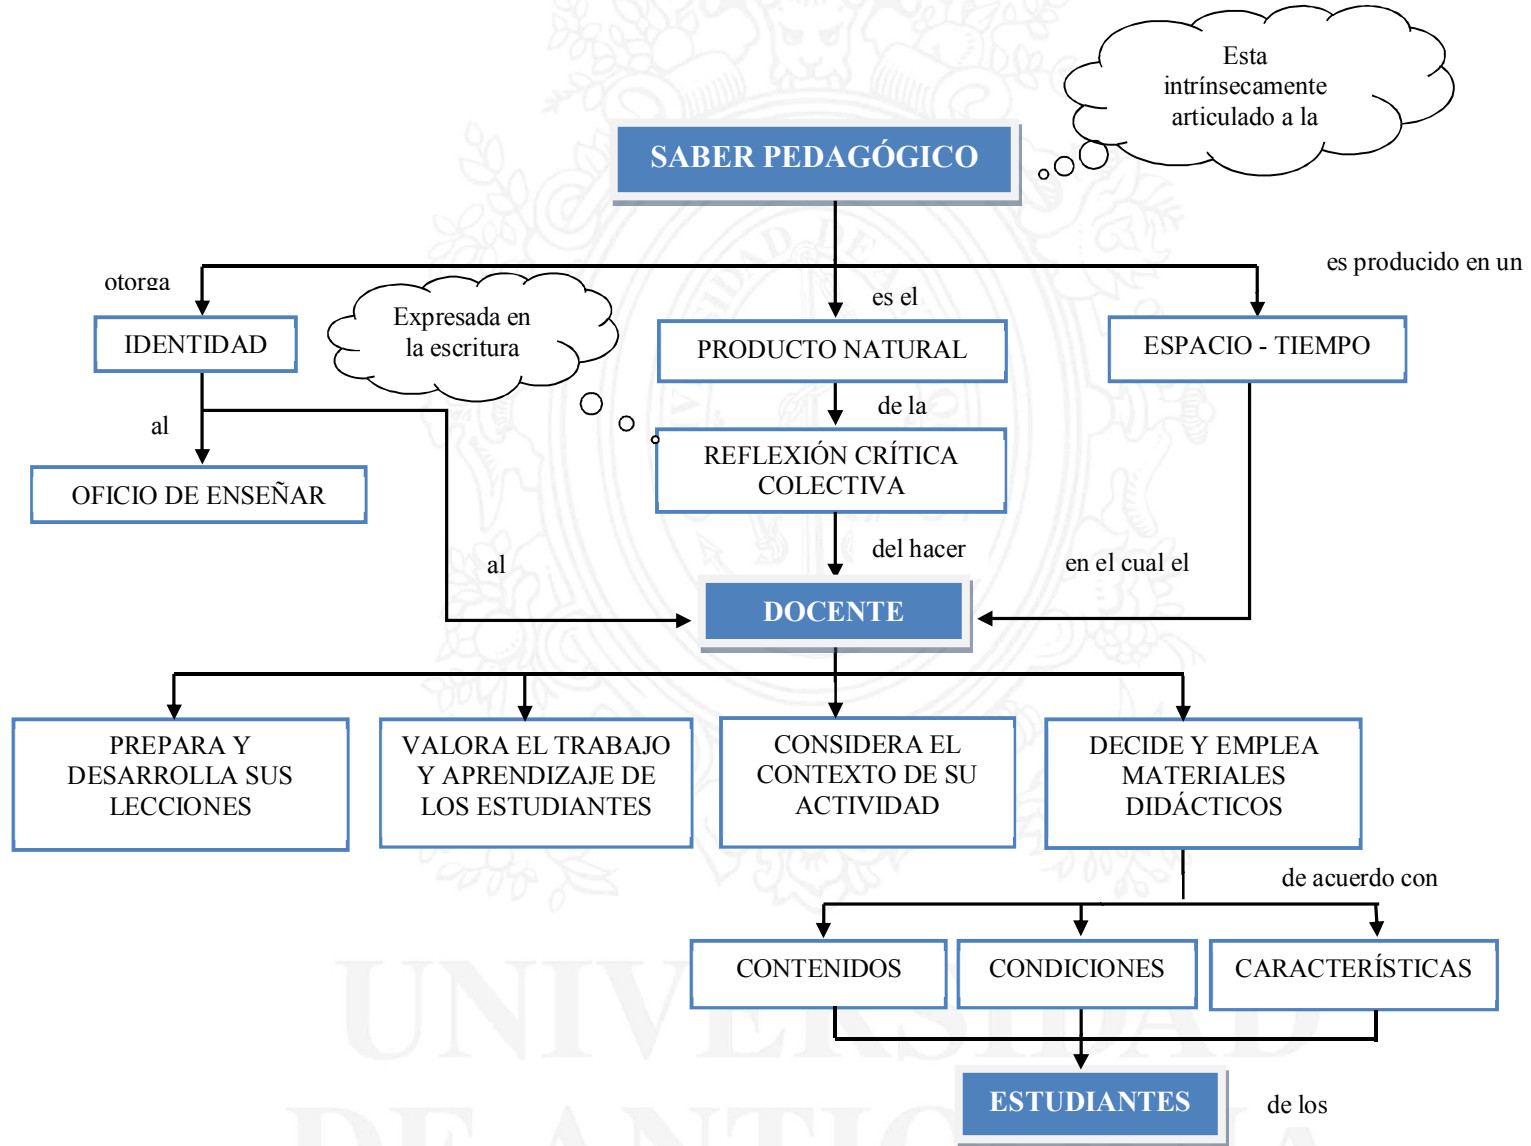 Esta
intrínsecamente
articulado a la
SABER PEDAGÓGICO
otorga
es producido en un
Expresada en
la escritura
es el
IDENTIDAD
PRODUCTO NATURAL
ESPACIO - TIEMPO
al
de la
REFLEXIÓN CRÍTICA
COLECTIVA
OFICIO DE ENSEÑAR
al
del hacer
en el cual el
DOCENTE
PREPARA Y
DESARROLLA SUS
LECCIONES
VALORA EL TRABAJO
Y APRENDIZAJE DE
LOS ESTUDIANTES
CONSIDERA EL
CONTEXTO DE SU
ACTIVIDAD
DECIDE Y EMPLEA
MATERIALES
DIDÁCTICOS
de acuerdo con
CONTENIDOS
CONDICIONES
CARACTERÍSTICAS
UNIVERSIDAD
ESTUDIANTES
de los
DE ANTIOQUIA